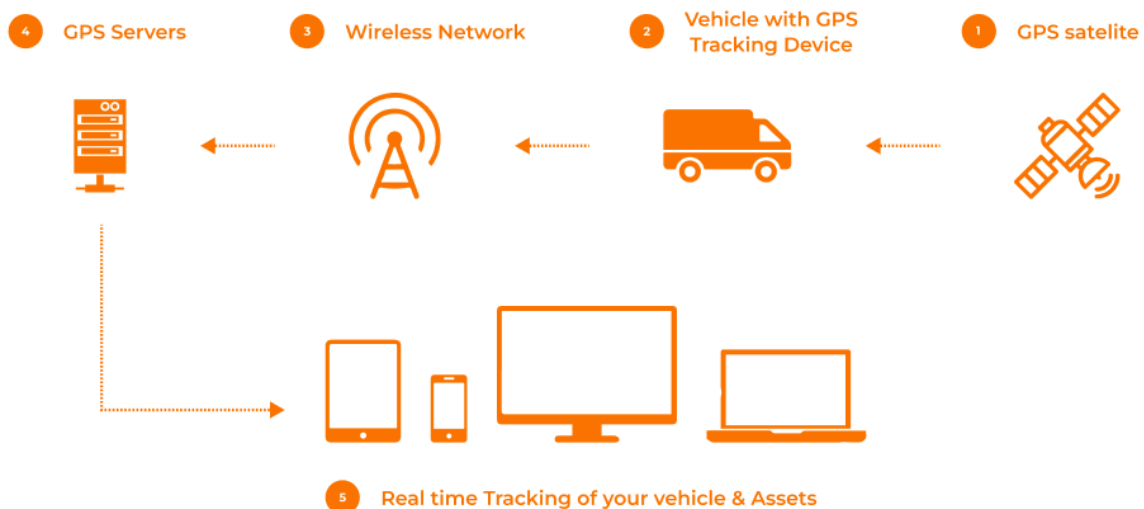 4 GPS Servers
3 Wireless Network
2 Vehicle with GPS
Tracking Device
1 GPS satelite
5 Real time Tracking of your vehicle & Assets